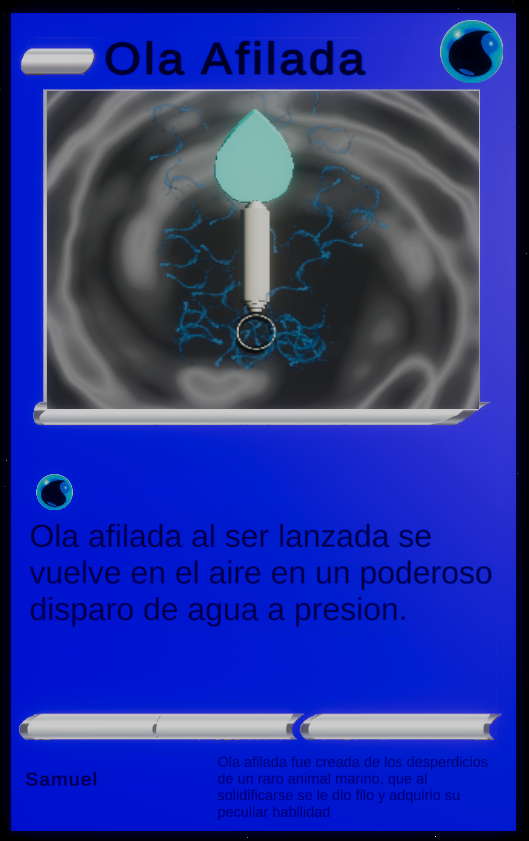 Ola Afilada
Ola afilada al ser lanzada se
vuelve en el aire en un poderoso
disparo de agua a presion.
Samuel
Ola afilada fue creada de los desperdicios
de un raro animal marino, que al
solidificarse se le dio filo y adquirio su
peculiar habilidad